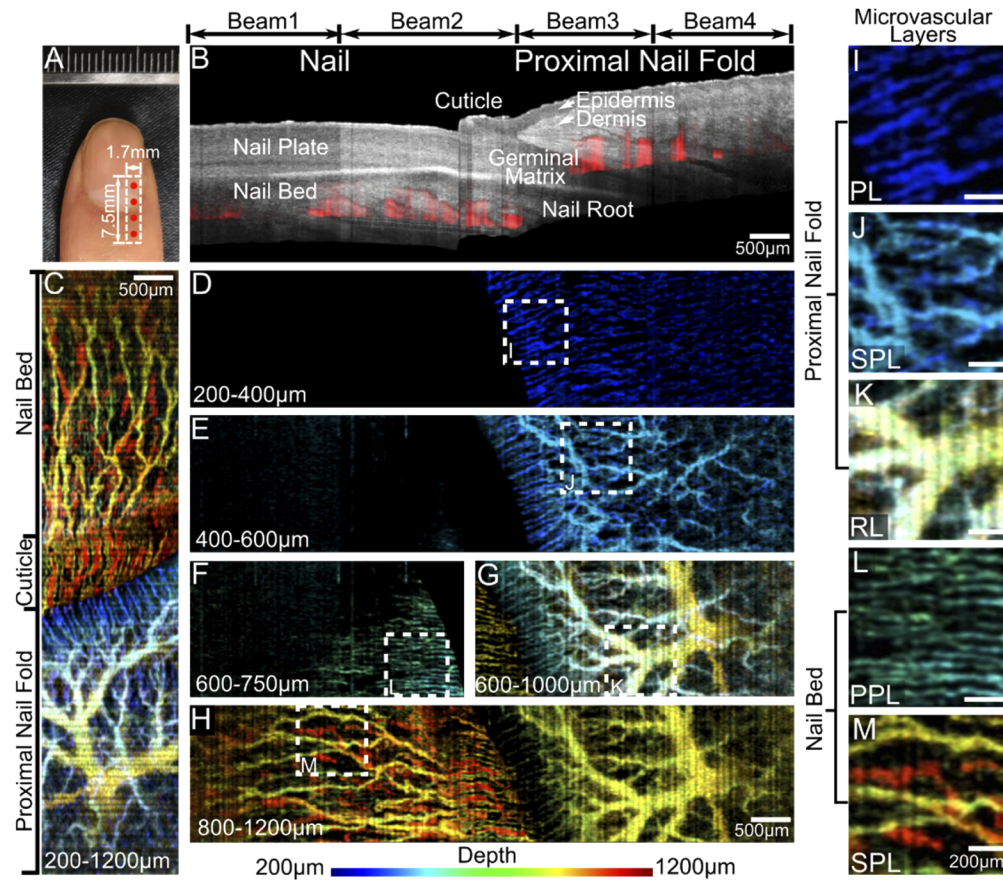 Beam1 Beam2 Beam3 Beam4
Microvascular
Layers
A
1.7mm
7.5mm
B
Nail
Proximal Nail Fold
Cuticle
Epidermis
Dermis
Nail Plate
Germinal
Matrix
Nail Bed
Nail Root
500μm
C
500μm
Nail Bed
Cuticle
Proximal Nail Fold
200-1200μm
D
I
200-400μm
E
J
400-600μm
F
L
600-750μm
G
600-1000μm
K
H
M
800-1200μm
500μm
Depth
200μm
1200μm
Proximal Nail Fold
I
PL
J
SPL
K
RL
Nail Bed
L
PPL
M
SPL
200μm